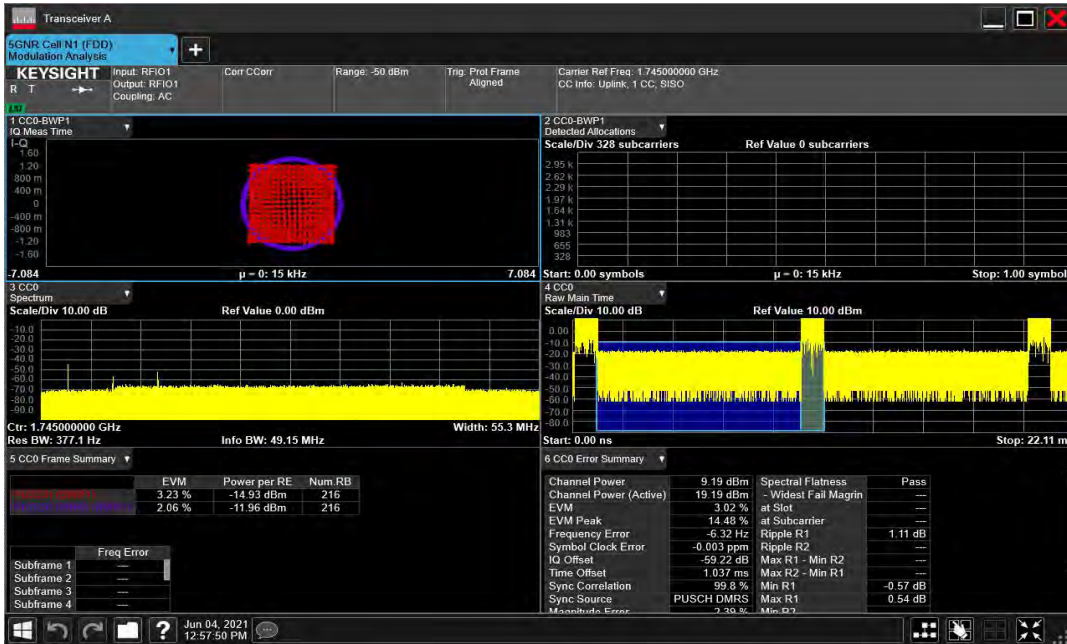 Transceiver A
5GNR Cell N1 (FDD)
Modulation Analysis
KEYSIGHT
R T
Input: RFIO1
Output: RFIO1
Coupling: AC
Corr CCorr
Range: -50 dBm
Trig: Prot Frame
Aligned
Carrier Ref Freq: 1.745000000 GHz
CC Info: Uplink, 1 CC, SISO
1 CC0-BWP1
IQ Meas Time
I-Q
1.60
1.20
800 m
400 m
0
-400 m
-800 m
-1.20
-1.60
-7.084 μ = 0: 15 kHz 7.084
2 CC0-BWP1
Detected Allocations
Scale/Div 328 subcarriers Ref Value 0 subcarriers
2.95 k
2.62 k
2.29 k
1.97 k
1.64 k
1.31 k
983
655
328
Start: 0.00 symbols μ = 0: 15 kHz Stop: 1.00 symbol
3 CC0
Spectrum
Scale/Div 10.00 dB Ref Value 0.00 dBm
-10.0
-20.0
-30.0
-40.0
-50.0
-60.0
-70.0
-80.0
-90.0
Ctr: 1.745000000 GHz Width: 55.3 MHz
Res BW: 377.1 Hz Info BW: 49.15 MHz
4 CC0
Raw Main Time
Scale/Div 10.00 dB Ref Value 10.00 dBm
0.00
-10.0
-20.0
-30.0
-40.0
-50.0
-60.0
-70.0
-80.0
Start: 0.00 ns Stop: 22.11 m
5 CC0 Frame Summary
EVM Power per RE Num.RB
3.23 % -14.93 dBm 216
2.06 % -11.96 dBm 216
Freq Error
Subframe 1 ---
Subframe 2 ---
Subframe 3 ---
Subframe 4 ---
6 CC0 Error Summary
Channel Power 9.19 dBm Spectral Flatness Pass
Channel Power (Active) 19.19 dBm - Widest Fail Magrin ---
EVM 3.02 % at Slot ---
EVM Peak 14.48 % at Subcarrier ---
Frequency Error -6.32 Hz Ripple R1 1.11 dB
Symbol Clock Error -0.003 ppm Ripple R2 ---
IQ Offset -59.22 dB Max R1 - Min R2 ---
Time Offset 1.037 ms Max R2 - Min R1 ---
Sync Correlation 99.8 % Min R1 -0.57 dB
Sync Source PUSCH DMRS Max R1 0.54 dB
Magnitude Error 2.39 % Min R2
Jun 04, 2021
12:57:50 PM